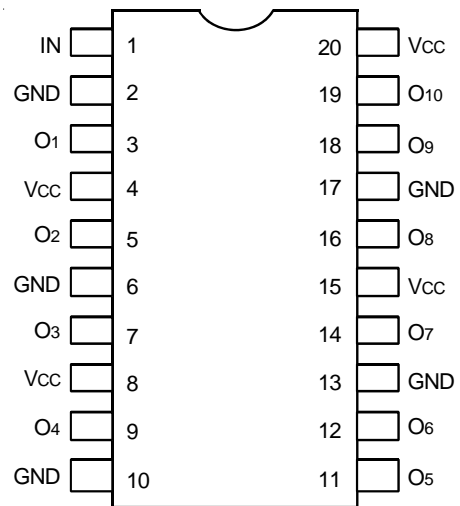 IN 1 20 VCC
GND 2 19 O10
O1 3 18 O9
VCC 4 17 GND
O2 5 16 O8
GND 6 15 VCC
O3 7 14 O7
VCC 8 13 GND
O4 9 12 O6
GND 10 11 O5